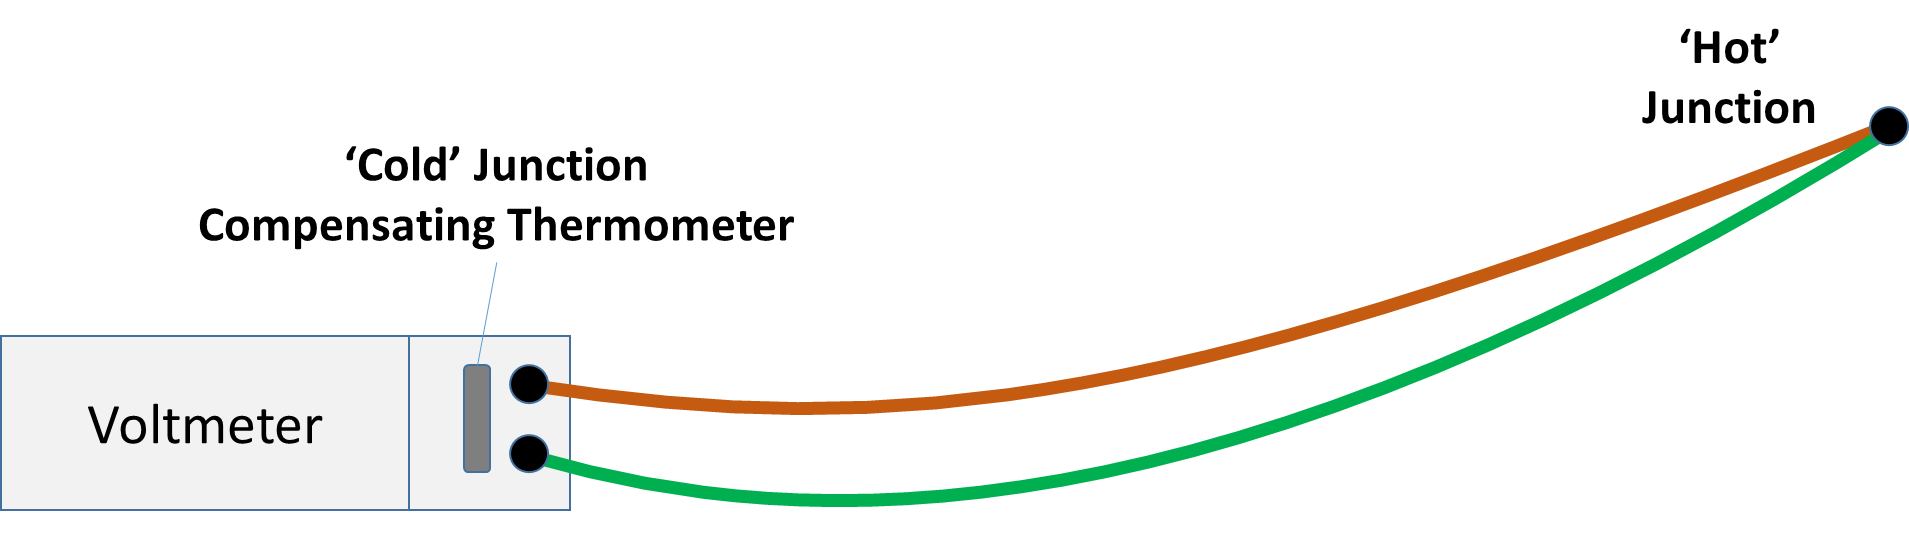 ‘Hot’
Junction
‘Cold’ Junction
Compensating Thermometer
Voltmeter